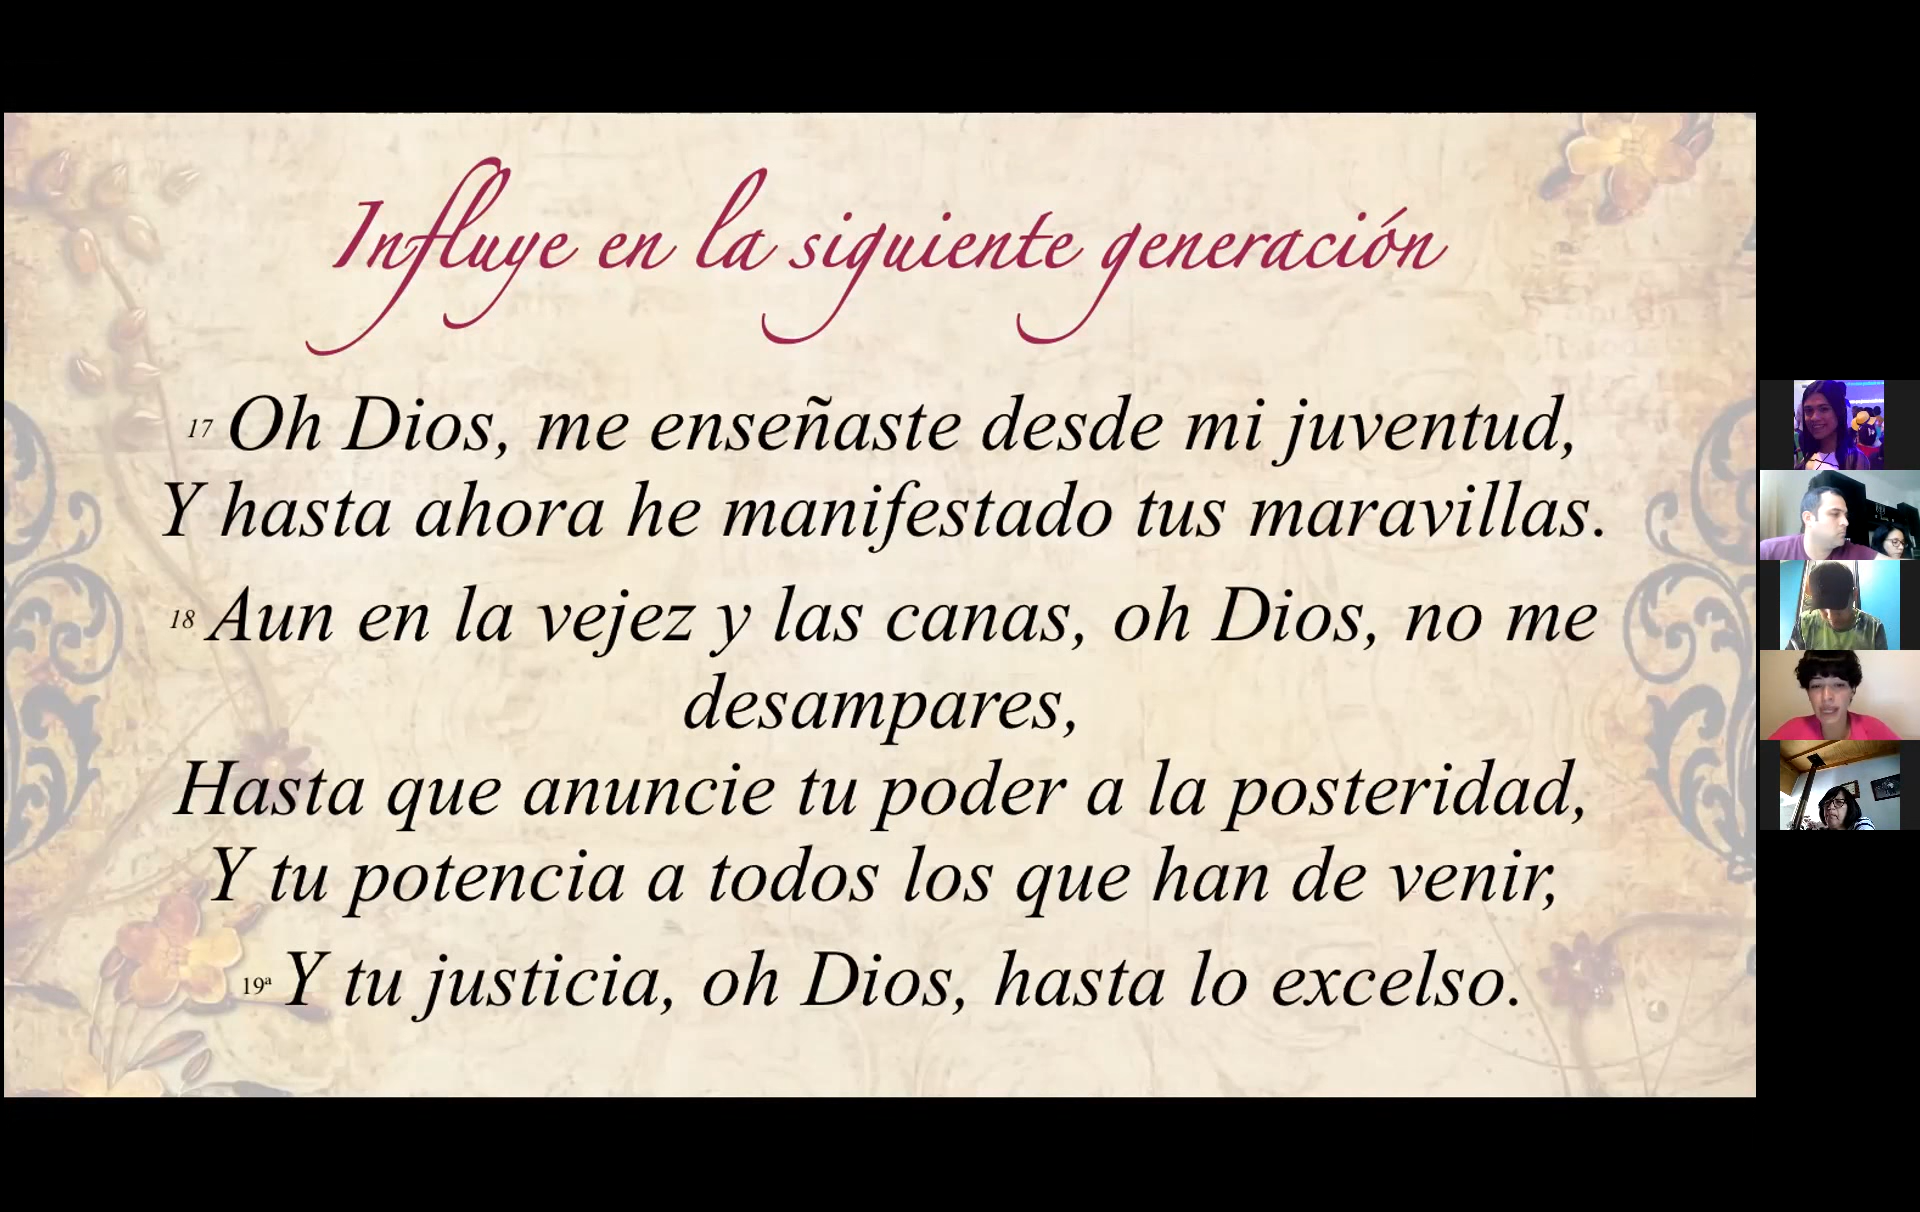 Influye en la siguiente generación
17 Oh Dios, me enseñaste desde mi juventud,
Y hasta ahora he manifestado tus maravillas.
18 Aun en la vejez y las canas, oh Dios, no me
desampares,
Hasta que anuncie tu poder a la posteridad,
Y tu potencia a todos los que han de venir,
19ª Y tu justicia, oh Dios, hasta lo excelso.